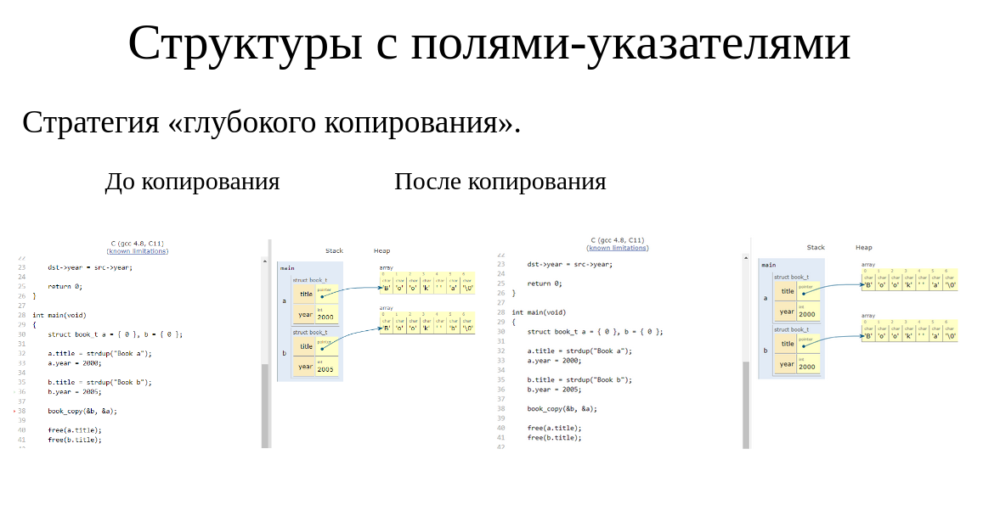 Структуры с полями-указателями
Стратегия «глубокого копирования».
До копирования
После копирования
C (gcc 4.8, C11)
(known limitations)
22
23 dst->year = src->year;
24
25 return 0;
26 }
27
28 int main(void)
29 {
30 struct book_t a = { 0 }, b = { 0 };
31
32 a.title = strdup("Book a");
33 a.year = 2000;
34
35 b.title = strdup("Book b");
36 b.year = 2005;
37
38 book_copy(&b, &a);
39
40 free(a.title);
41 free(b.title);
Stack Heap
main
a
struct book_t
title pointer
year int 2000
b
struct book_t
title pointer
year int 2005
array
0 1 2 3 4 5 6
char char char char char char char
'B' 'o' 'o' 'k' ' ' 'a' '\0'
array
0 1 2 3 4 5 6
char char char char char char char
'B' 'o' 'o' 'k' ' ' 'b' '\0'
C (gcc 4.8, C11)
(known limitations)
22
23 dst->year = src->year;
24
25 return 0;
26 }
27
28 int main(void)
29 {
30 struct book_t a = { 0 }, b = { 0 };
31
32 a.title = strdup("Book a");
33 a.year = 2000;
34
35 b.title = strdup("Book b");
36 b.year = 2005;
37
38 book_copy(&b, &a);
39
40 free(a.title);
41 free(b.title);
42
Stack Heap
main
a
struct book_t
title pointer
year int 2000
b
struct book_t
title pointer
year int 2000
array
0 1 2 3 4 5 6
char char char char char char char
'B' 'o' 'o' 'k' ' ' 'a' '\0'
array
0 1 2 3 4 5 6
char char char char char char char
'B' 'o' 'o' 'k' ' ' 'a' '\0'